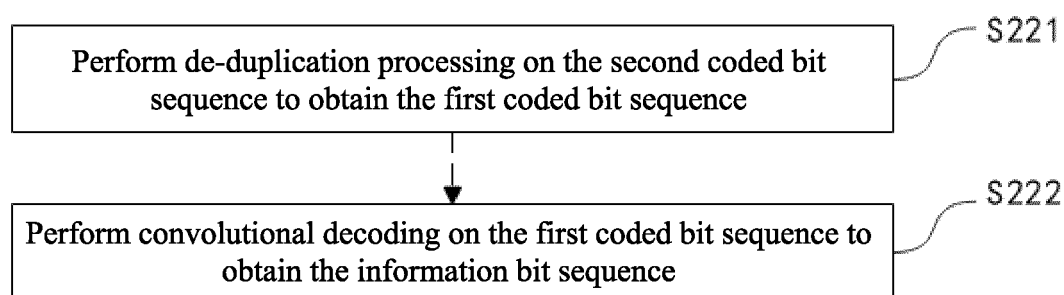 Perform de-duplication processing on the second coded bit
sequence to obtain the first coded bit sequence
S221
Perform convolutional decoding on the first coded bit sequence to
obtain the information bit sequence
S222